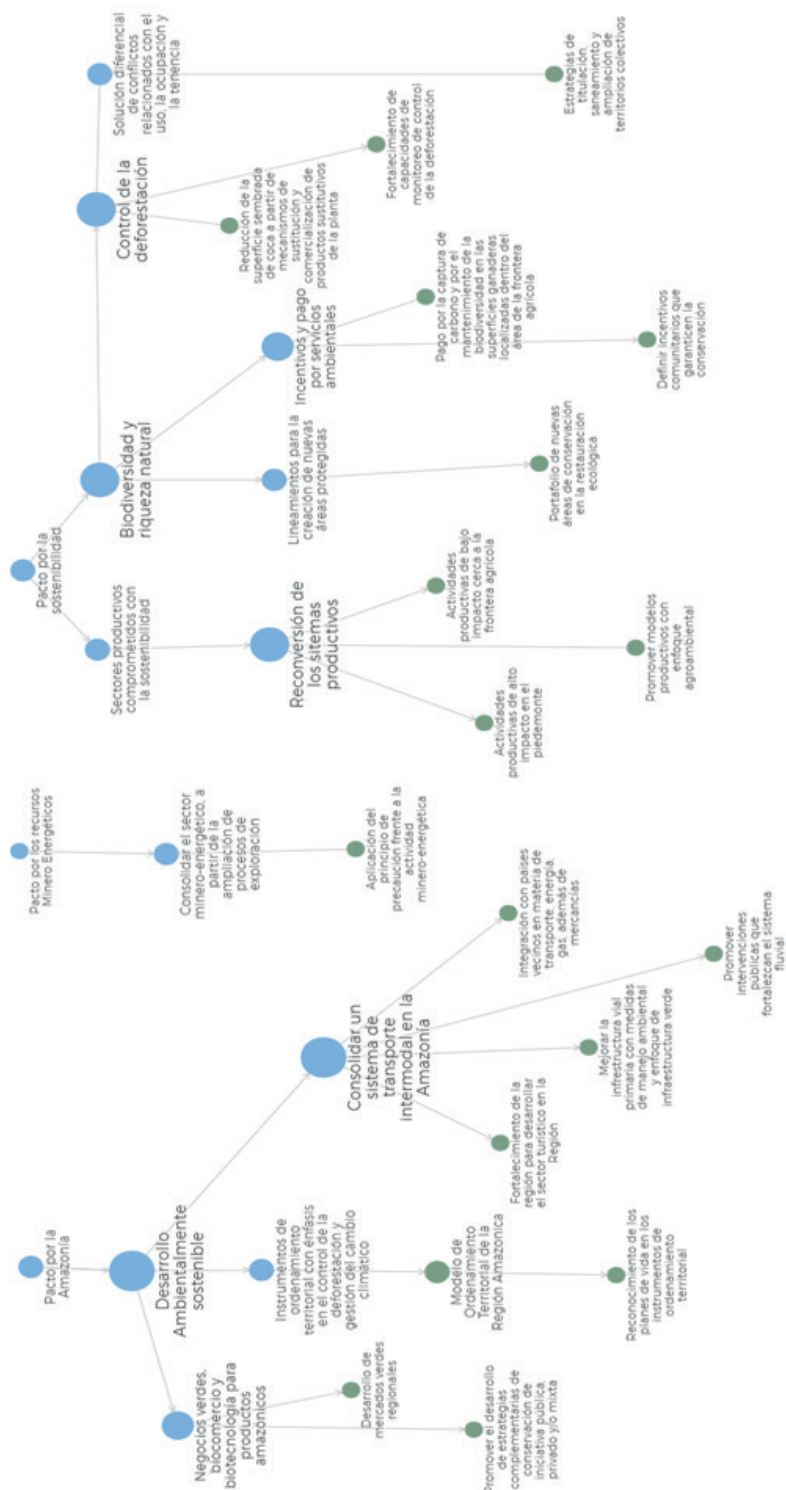 Pacto por la
Amazonía
Desarrollo
Ambientalmente
sostenible
Negocios verdes,
biocomercio y
biotecnología para
productos
amazónicos
Desarrollo de
mercados verdes
regionales
Promover el desarrollo
de estrategias
complementarias de
conservación de
iniciativa pública,
privado y/o mixta
Instrumentos de
ordenamiento
territorial con énfasis
en el control de la
deforestación y
gestión del cambio
climático
Modelo de
Ordenamiento
Territorial de la
Región Amazónica
Reconocimiento de los
planes de vida en los
instrumentos de
ordenamiento
territorial
Consolidar un
sistema de
transporte
intermodal en la
Amazonía
Fortalecimiento de la
región para desarrollar
el sector turístico en la
Región
Mejorar la
infrestructura vial
primaria con medidas
de manejo ambiental
y enfoque de
infraestructura verde
Promover
intervenciones
públicas que
fortalezcan el sistema
fluvial
Integración con países
vecinos en materia de
transporte, energía,
gas, además de
mercancías
Pacto por los recursos
Minero Energéticos
Consolidar el sector
minero-energético, a
partir de la
ampliación de
procesos de
exploración
Aplicación del
principio de
precaución frente a la
actividad
minero-energética
Pacto por la
sostenibilidad
Sectores productivos
comprometidos con
la sostenibilidad
Reconversión de
los sitemas
productivos
Actividades
productivas de alto
impacto en el
piedemonte
Promover modelos
productivos con
enfoque
agroambiental
Actividades
productivas de bajo
impacto cerca a la
frontera agrícola
Biodiversidad y
riqueza natural
Lineamientos para la
creación de nuevas
áreas protegidas
Portafolio de nuevas
áreas de conservación
en la restauración
ecológica
Incentivos y pago
por servicios
ambientales
Pago por la captura de
carbono y por el
mantenimiento de la
biodiversidad en las
superficies ganaderas
localizadas dentro del
área de la frontera
agrícola
Definir incentivos
comunitarios que
garanticen la
conservación
Control de la
deforestación
Reducción de la
superficie sembrada
de coca a partir de
mecanismos de
sustitución y
comercialización de
productos sustitutivos
de la planta
Fortalecimiento de
capacidades de
monitoreo de control
de la deforestación
Solución diferencial
de conflictos
relacionados con el
uso, la ocupación y
la tenencia
Estrategias de
titulación,
saneamiento y
ampliación de
territorios colectivos